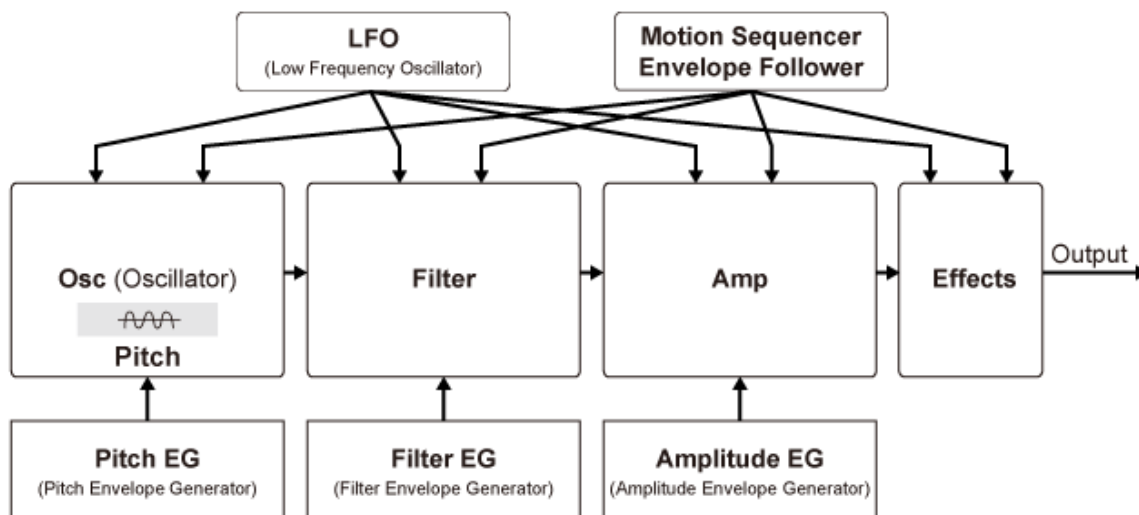 LFO
(Low Frequency Oscillator)
Motion Sequencer
Envelope Follower
Osc (Oscillator)
Pitch
Filter
Amp
Effects
Output
Pitch EG
(Pitch Envelope Generator)
Filter EG
(Filter Envelope Generator)
Amplitude EG
(Amplitude Envelope Generator)